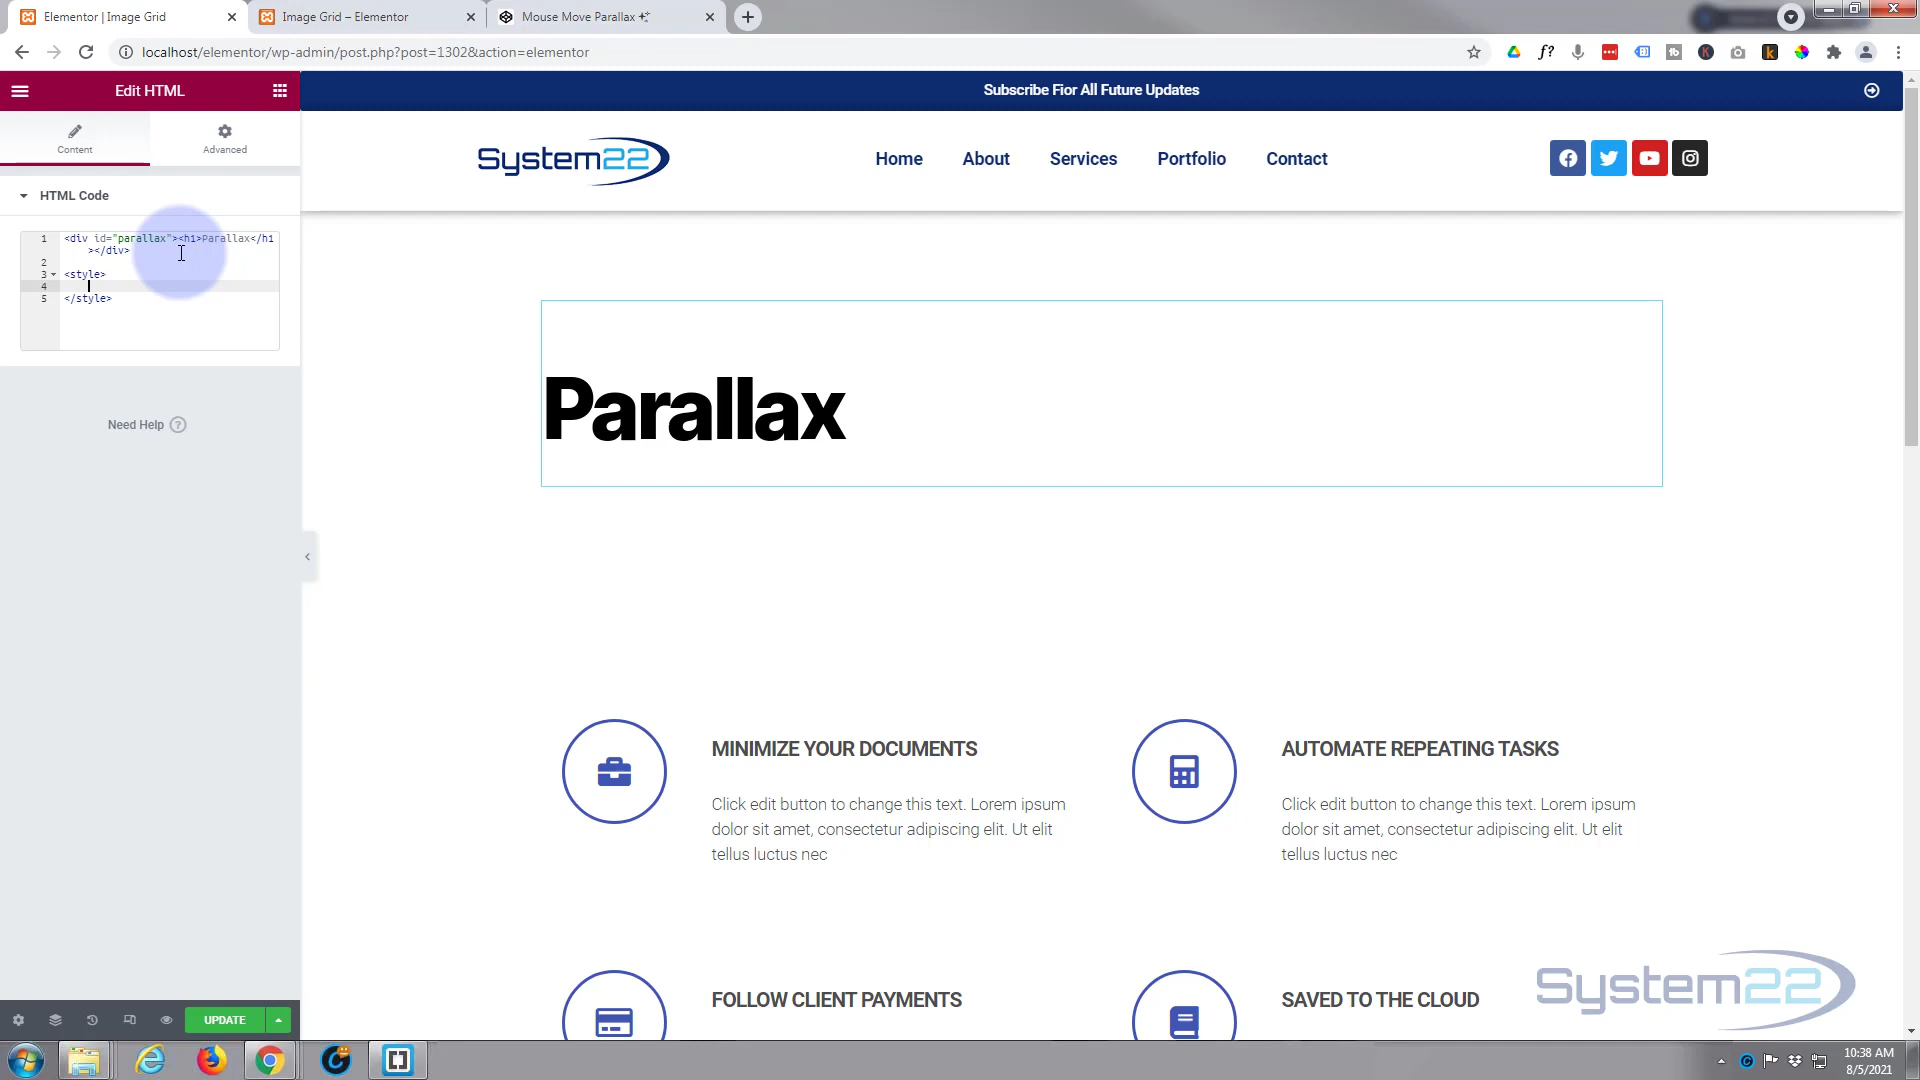 Elementor | Image Grid
Image Grid – Elementor
Mouse Move Parallax
localhost/elementor/wp-admin/post.php?post=1302&action=elementor
Edit HTML
Subscribe Fior All Future Updates
Content
Advanced
System22
Home
About
Services
Portfolio
Contact
HTML Code
1 <div id="parallax"><h1>Parallax</h1
></div>
2
3 <style>
4
5 </style>
Need Help ?
Parallax
MINIMIZE YOUR DOCUMENTS
Click edit button to change this text. Lorem ipsum
dolor sit amet, consectetur adipiscing elit. Ut elit
tellus luctus nec
AUTOMATE REPEATING TASKS
Click edit button to change this text. Lorem ipsum
dolor sit amet, consectetur adipiscing elit. Ut elit
tellus luctus nec
FOLLOW CLIENT PAYMENTS
SAVED TO THE CLOUD
System22
UPDATE
10:38 AM
8/5/2021